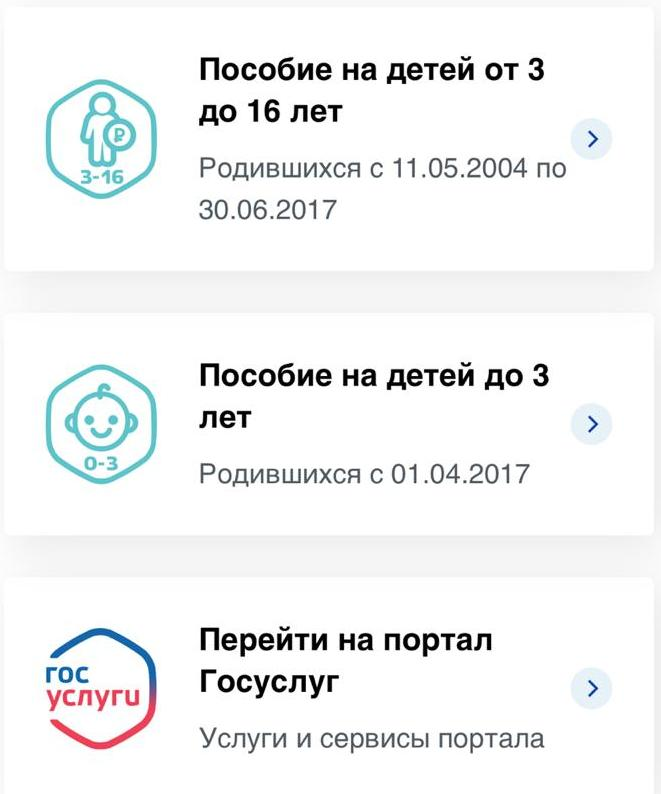 Пособие на детей от 3
до 16 лет
Родившихся с 11.05.2004 по
30.06.2017
₽
3-16
Пособие на детей до 3
лет
Родившихся с 01.04.2017
0-3
Перейти на портал
Госуслуг
Услуги и сервисы портала
гос
услуги